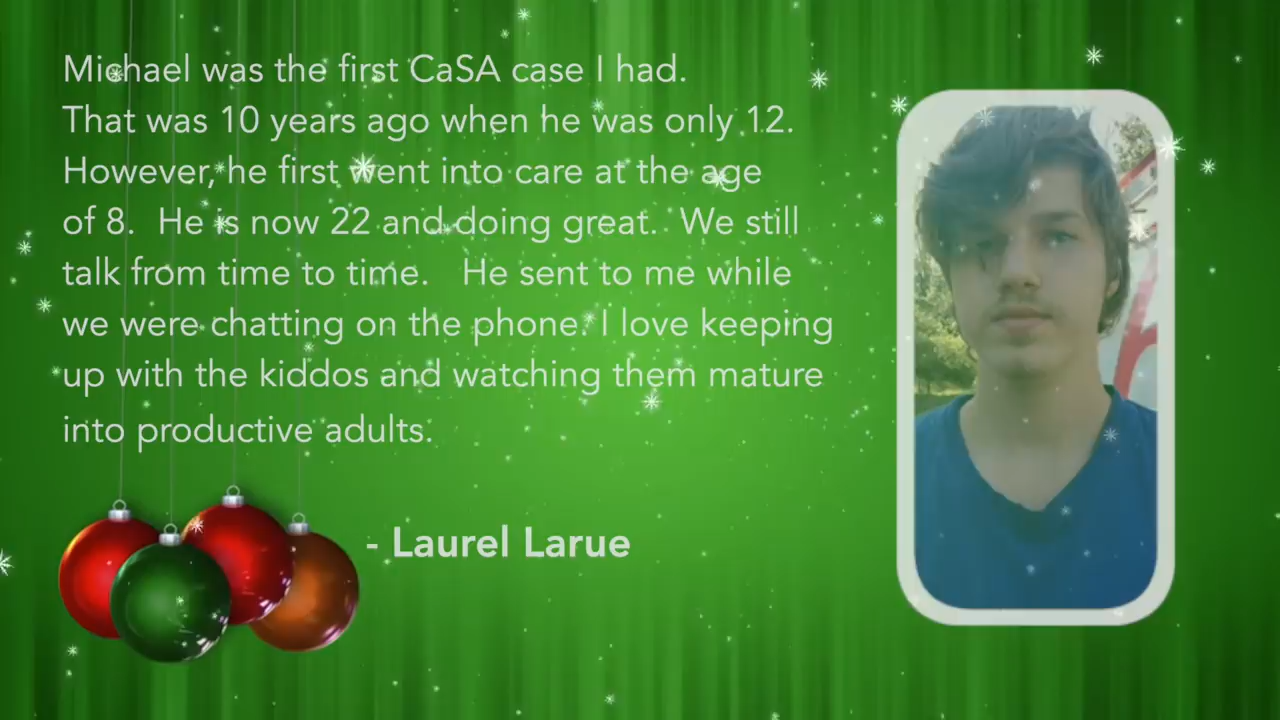 Michael was the first CaSA case I had.
That was 10 years ago when he was only 12.
However, he first went into care at the age
of 8. He is now 22 and doing great. We still
talk from time to time. He sent to me while
we were chatting on the phone. I love keeping
up with the kiddos and watching them mature
into productive adults.
- Laurel Larue